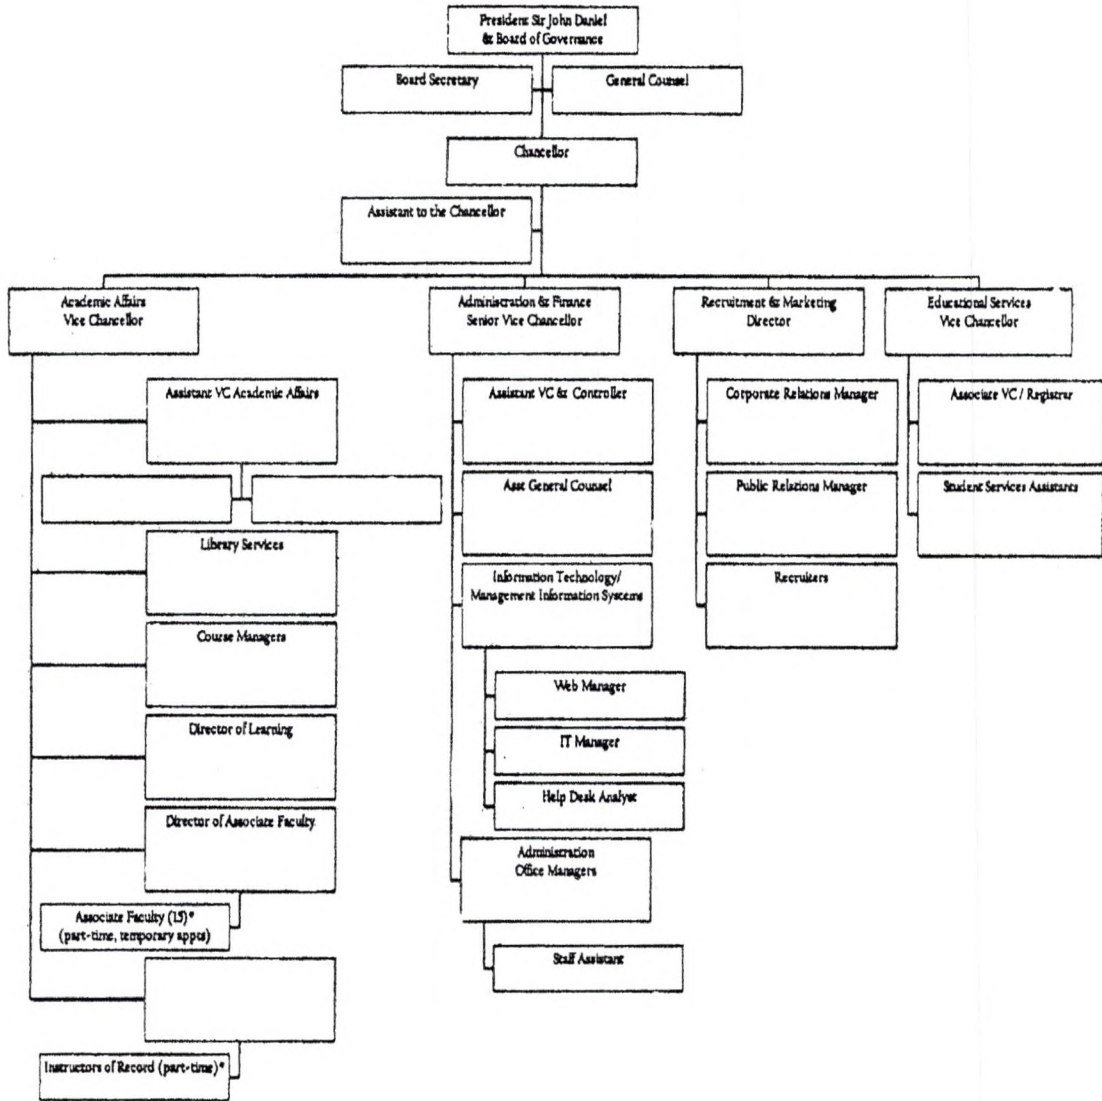 President Sir John Daniel
& Board of Governance
Board Secretary
General Counsel
Chancellor
Assistant to the Chancellor
Academic Affairs
Vice Chancellor
Administration & Finance
Senior Vice Chancellor
Recruitment & Marketing
Director
Educational Services
Vice Chancellor
Assistant VC Academic Affairs
Library Services
Course Managers
Director of Learning
Director of Associate Faculty
Associate Faculty (15)*
(part-time, temporary appts)
Instructors of Record (part-time)*
Assistant VC & Controller
Asst General Counsel
Information Technology/
Management Information Systems
Web Manager
IT Manager
Help Desk Analyst
Administration
Office Managers
Staff Assistant
Corporate Relations Manager
Public Relations Manager
Recruiters
Associate VC / Registrar
Student Services Assistants